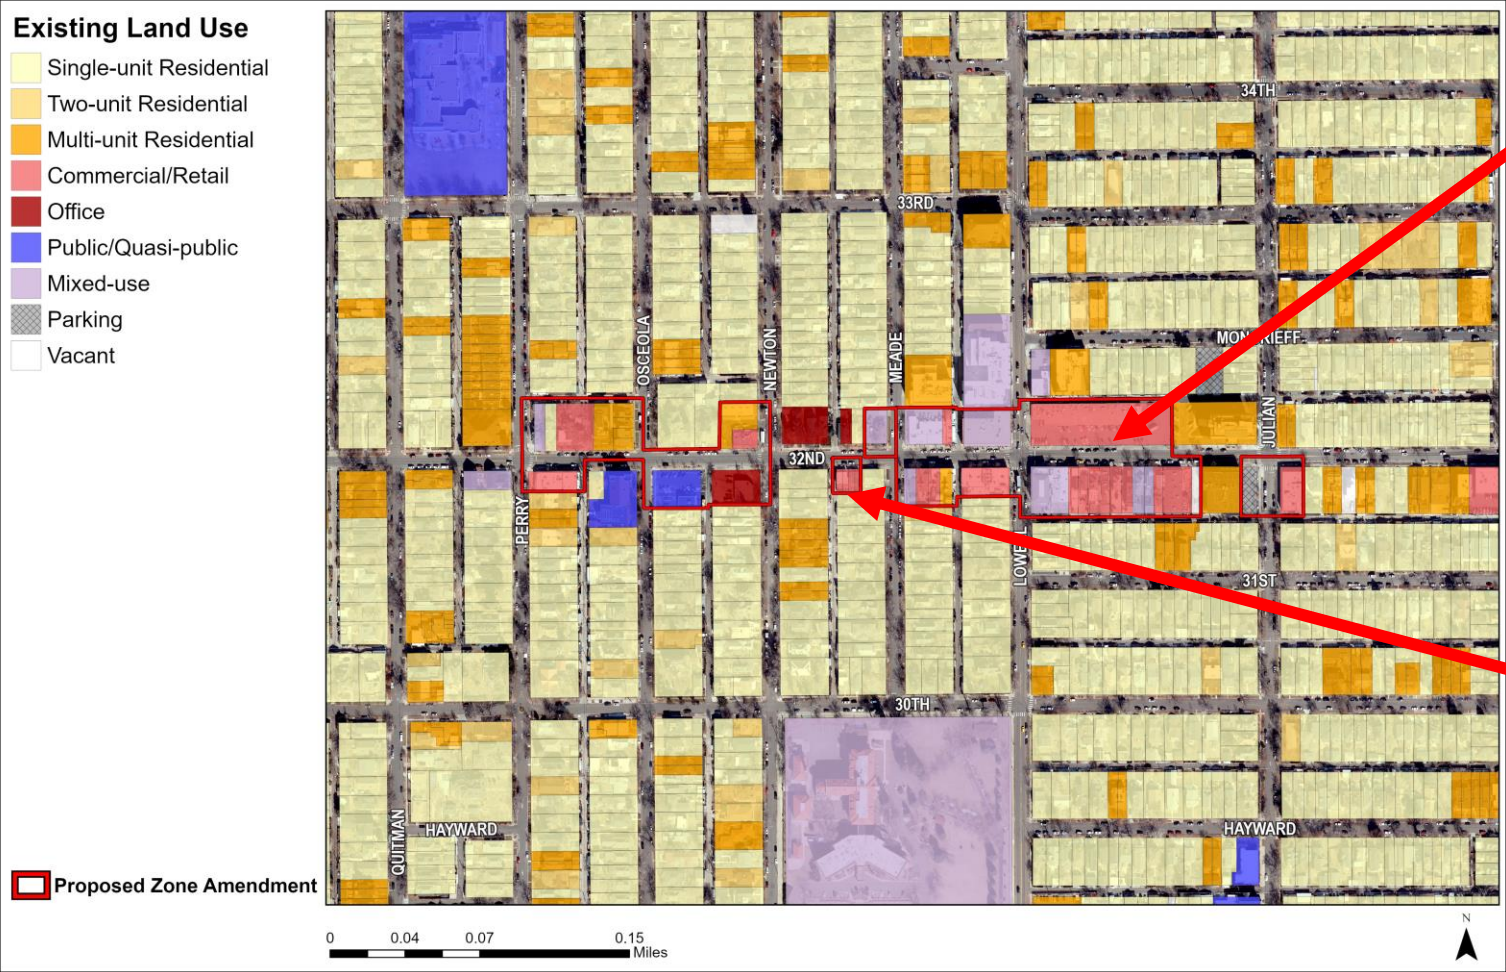 Existing Land Use
Single-unit Residential
Two-unit Residential
Multi-unit Residential
Commercial/Retail
Office
Public/Quasi-public
Mixed-use
Parking
Vacant
Proposed Zone Amendment
34TH
33RD
OSCEOLA
NEWTON
MEADE
JULIAN
32ND
PERRY
31ST
30TH
QUITMAN
HAYWARD
HAYWARD
0 0.04 0.07 0.15
Miles
N